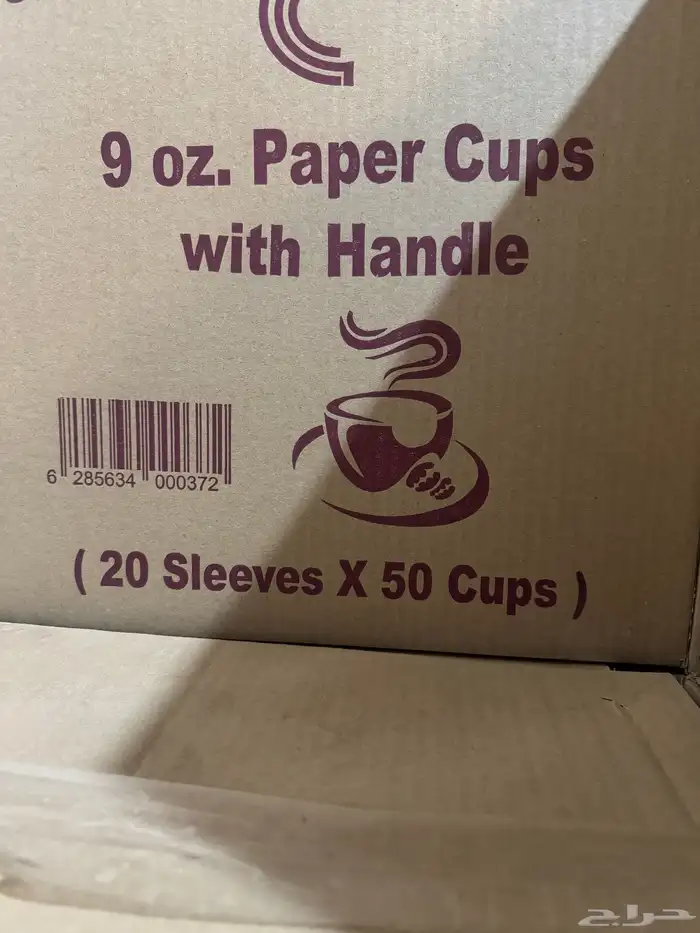 9 oz. Paper Cups
with Handle
6 285634 000372
( 20 Sleeves X 50 Cups )
حراج